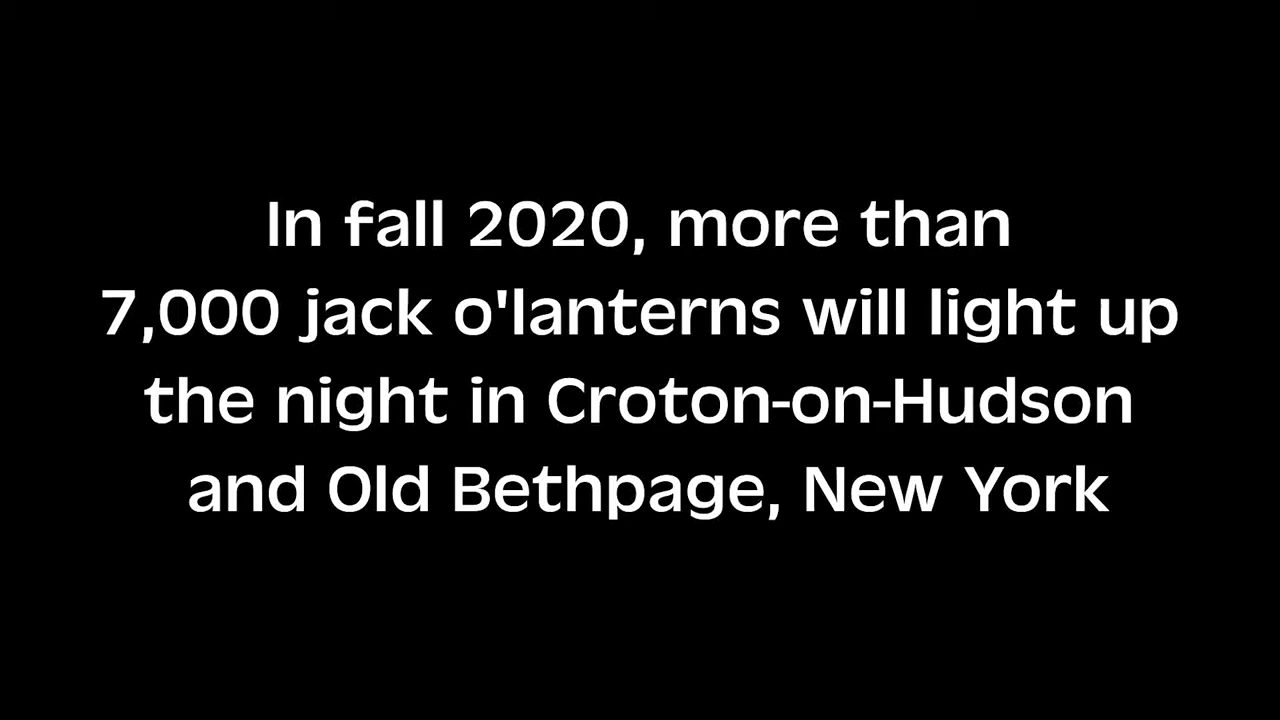 In fall 2020, more than
7,000 jack o'lanterns will light up
the night in Croton-on-Hudson
and Old Bethpage, New York